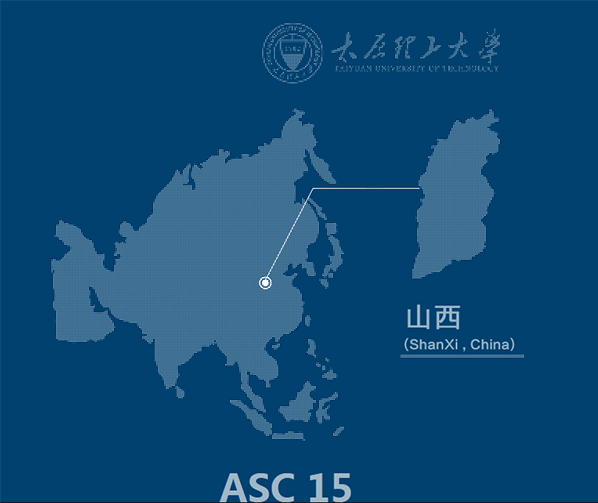 太原理工大学
TAIYUAN UNIVERSITY OF TECHNOLOGY
山西
(ShanXi , China)
ASC 15